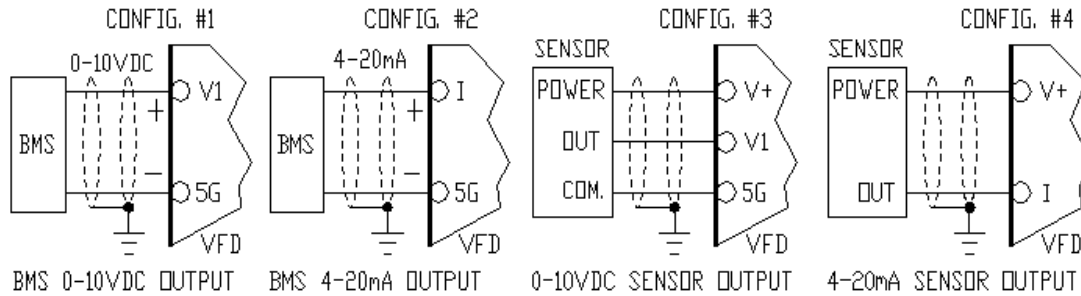 CONFIG. #1
0-10VDC
BMS
+
V1
-
5G
VFD
BMS 0-10VDC OUTPUT
CONFIG. #2
4-20mA
BMS
+
I
-
5G
VFD
BMS 4-20mA OUTPUT
CONFIG. #3
SENSOR
POWER
V+
OUT
V1
COM.
5G
VFD
0-10VDC SENSOR OUTPUT
CONFIG. #4
SENSOR
POWER
V+
OUT
I
VFD
4-20mA SENSOR OUTPUT